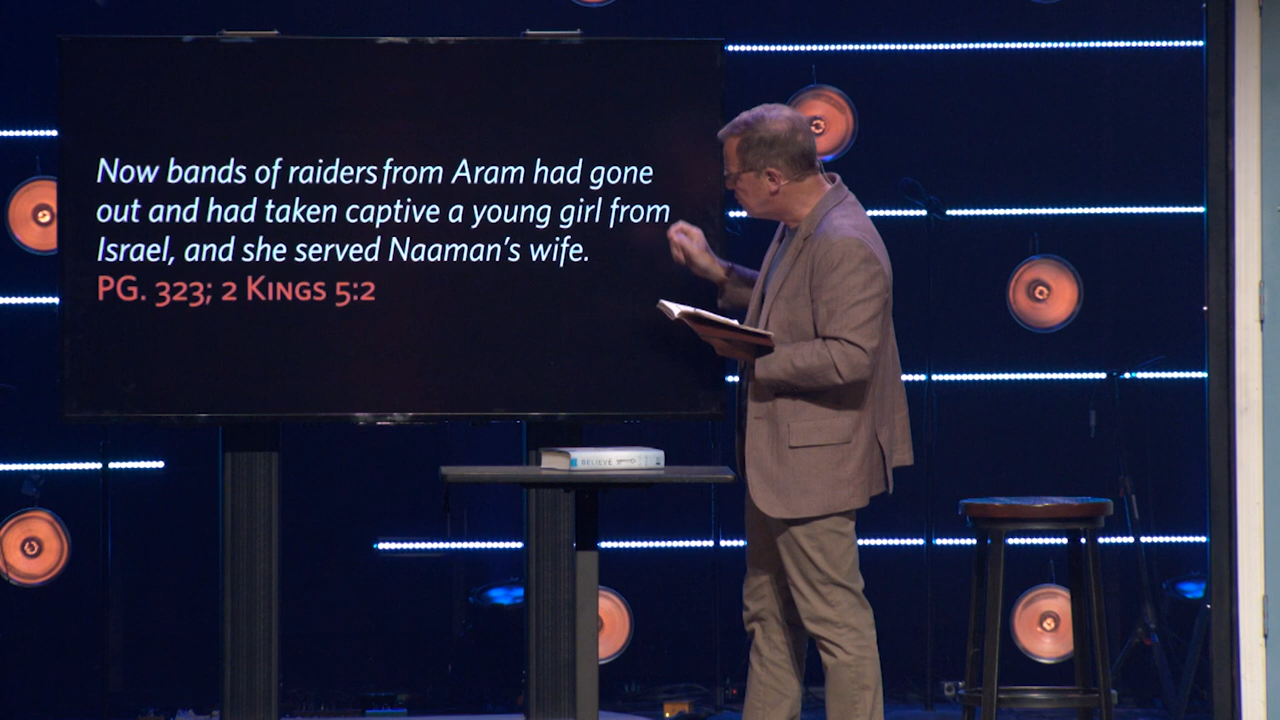 Now bands of raiders from Aram had gone
out and had taken captive a young girl from
Israel, and she served Naaman's wife.
PG. 323; 2 KINGS 5:2
BELIEVE